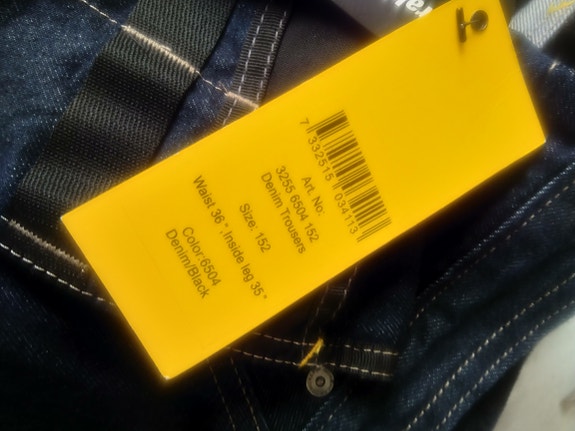 7 332515 034113
Art. No:
3255 6504 152
Denim Trousers
Size: 152
Waist 36 " Inside leg 35 "
Color:6504
Denim/Black